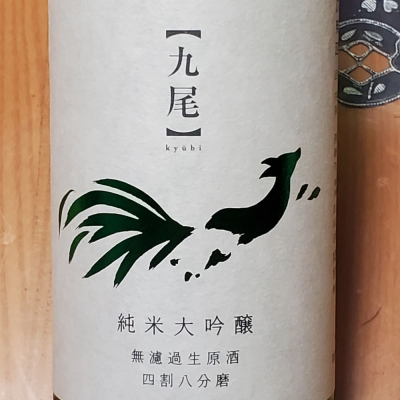 【九尾】
kyūbi
純米大吟醸
無濾過生原酒
四割八分磨